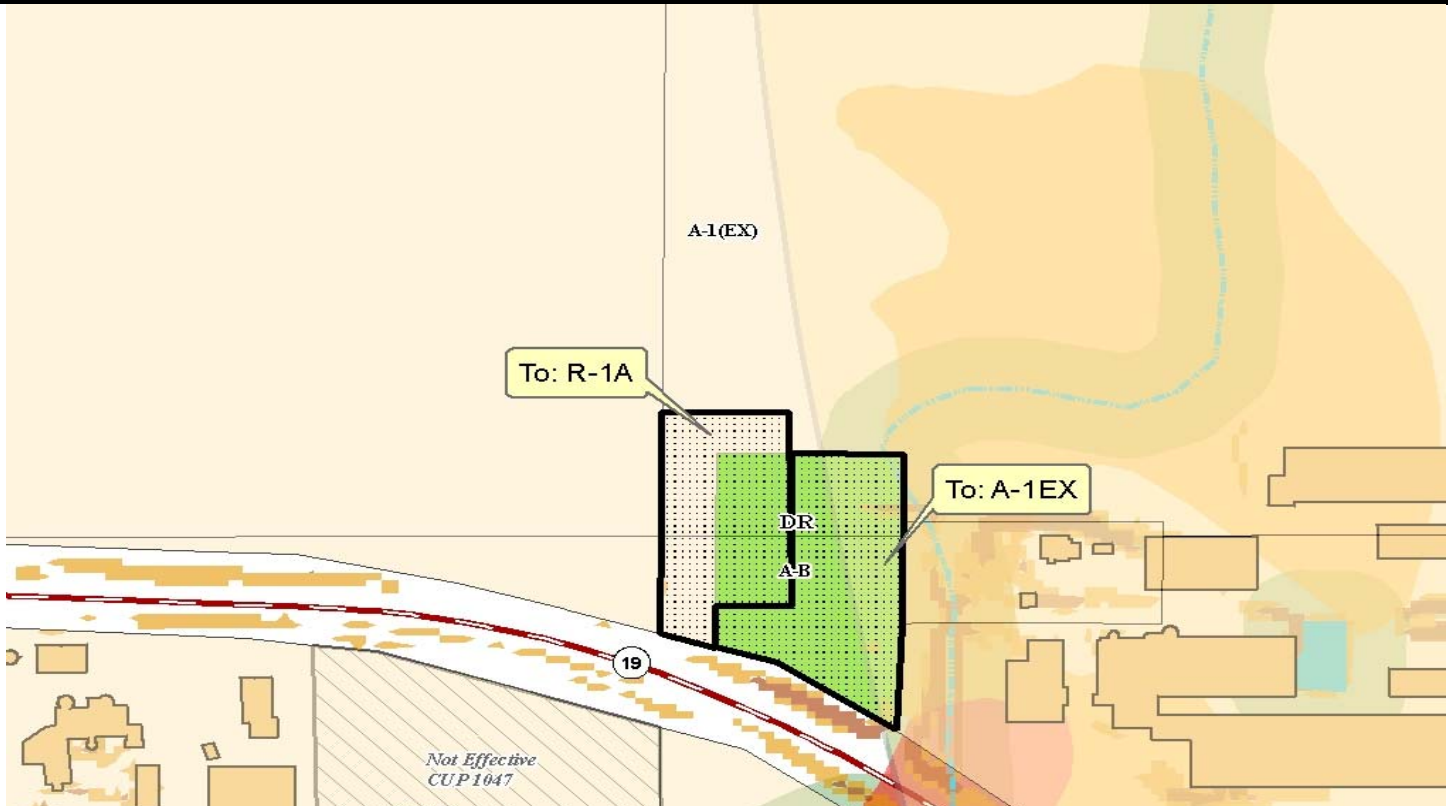 A-1(EX)
To: R-1A
To: A-1EX
DR
A-B
19
Not Effective
CUP 1047